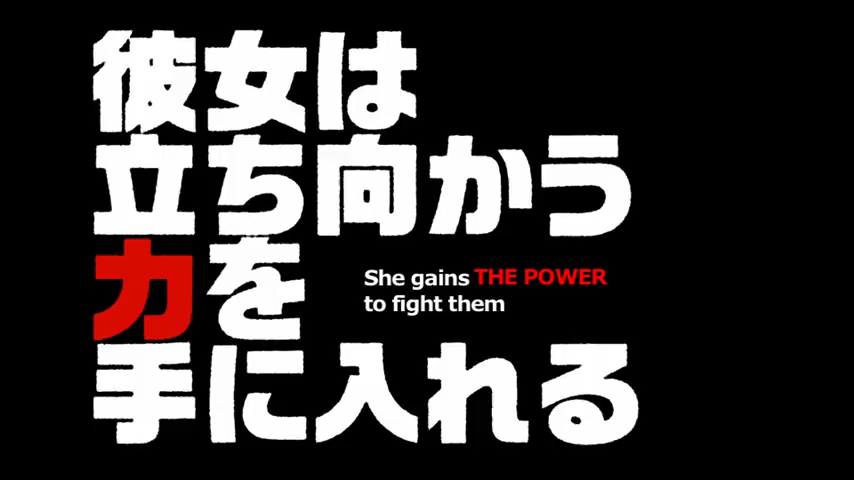 彼女は
立ち向かう
力を
手に入れる
She gains THE POWER
to fight them